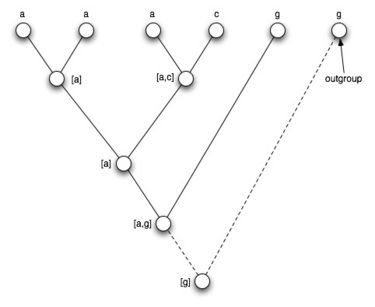 a a a c g g
[a] [a,c]
outgroup
[a]
[a,g]
[g]